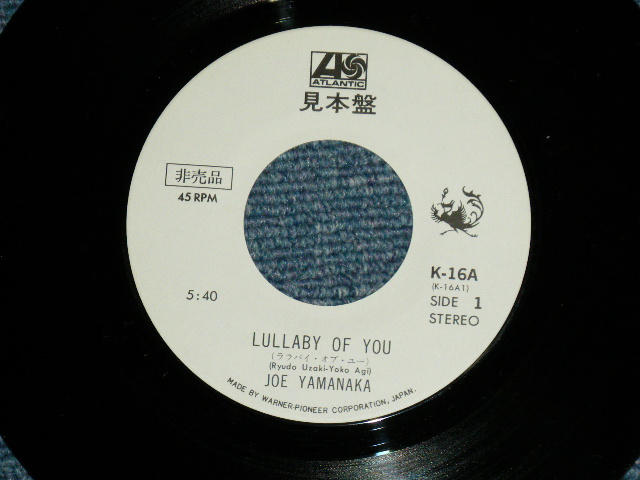 ATLANTIC
見本盤
非売品
45 RPM
K-16A
(K-16A1)
5:40
SIDE 1
STEREO
LULLABY OF YOU
(ララバイ・オブ・ユー)
(Ryudo Uzaki-Yoko Agi)
JOE YAMANAKA
MADE BY WARNER-PIONEER CORPORATION, JAPAN.